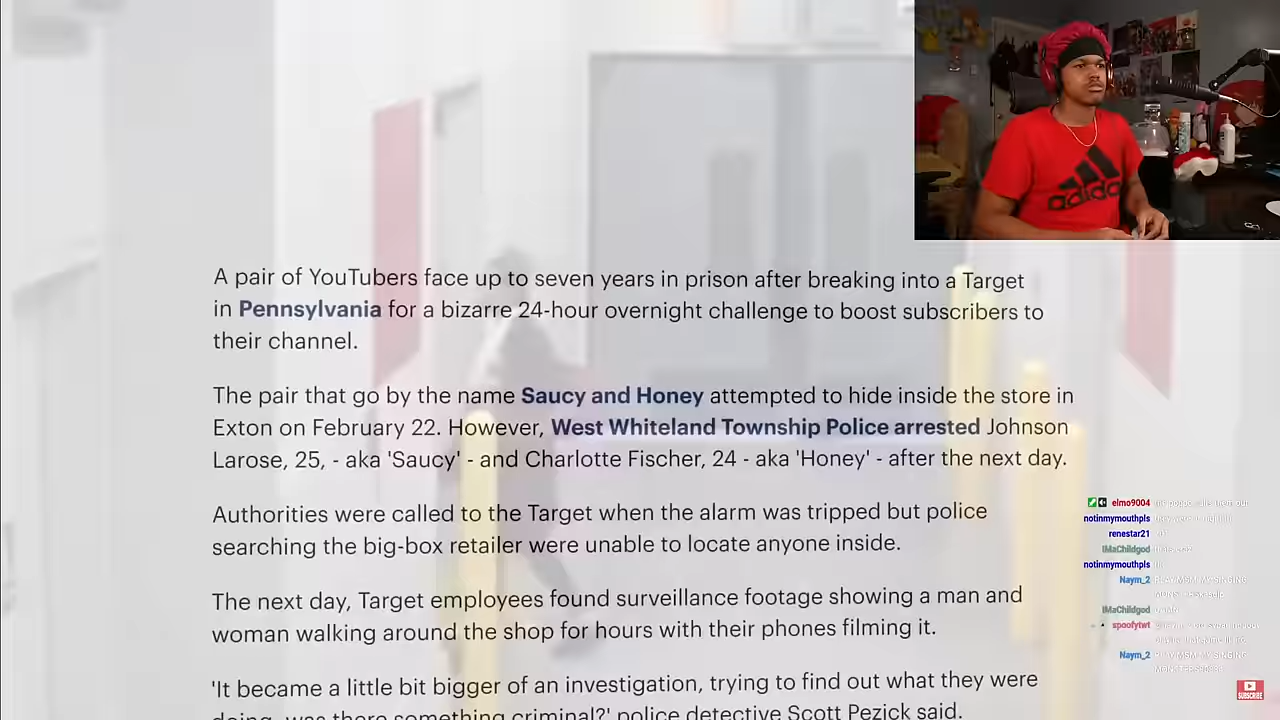 adidas
A pair of YouTubers face up to seven years in prison after breaking into a Target
in Pennsylvania for a bizarre 24-hour overnight challenge to boost subscribers to
their channel.
The pair that go by the name Saucy and Honey attempted to hide inside the store in
Exton on February 22. However, West Whiteland Township Police arrested Johnson
Larose, 25, - aka 'Saucy' - and Charlotte Fischer, 24 - aka 'Honey' - after the next day.
Authorities were called to the Target when the alarm was tripped but police
searching the big-box retailer were unable to locate anyone inside.
The next day, Target employees found surveillance footage showing a man and
woman walking around the shop for hours with their phones filming it.
'It became a little bit bigger of an investigation, trying to find out what they were
doing, was there something criminal?' police detective Scott Pezick said.
elmo9004
notinmymouthpls
renestar21
IMaChildgod
notinmymouthpls
Naym_2
IMaChildgod
spoofytwt
Naym_2
SUBSCRIBE